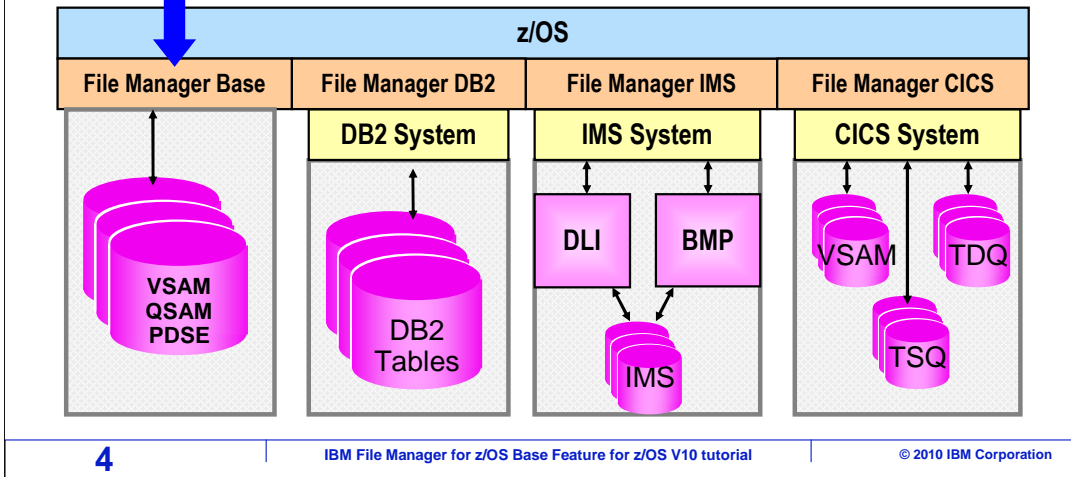 z/OS
File Manager Base
File Manager DB2
File Manager IMS
File Manager CICS
DB2 System
IMS System
CICS System
VSAM
QSAM
PDSE
DB2
Tables
DLI
BMP
IMS
VSAM
TDQ
TSQ
4
IBM File Manager for z/OS Base Feature for z/OS V10 tutorial
© 2010 IBM Corporation